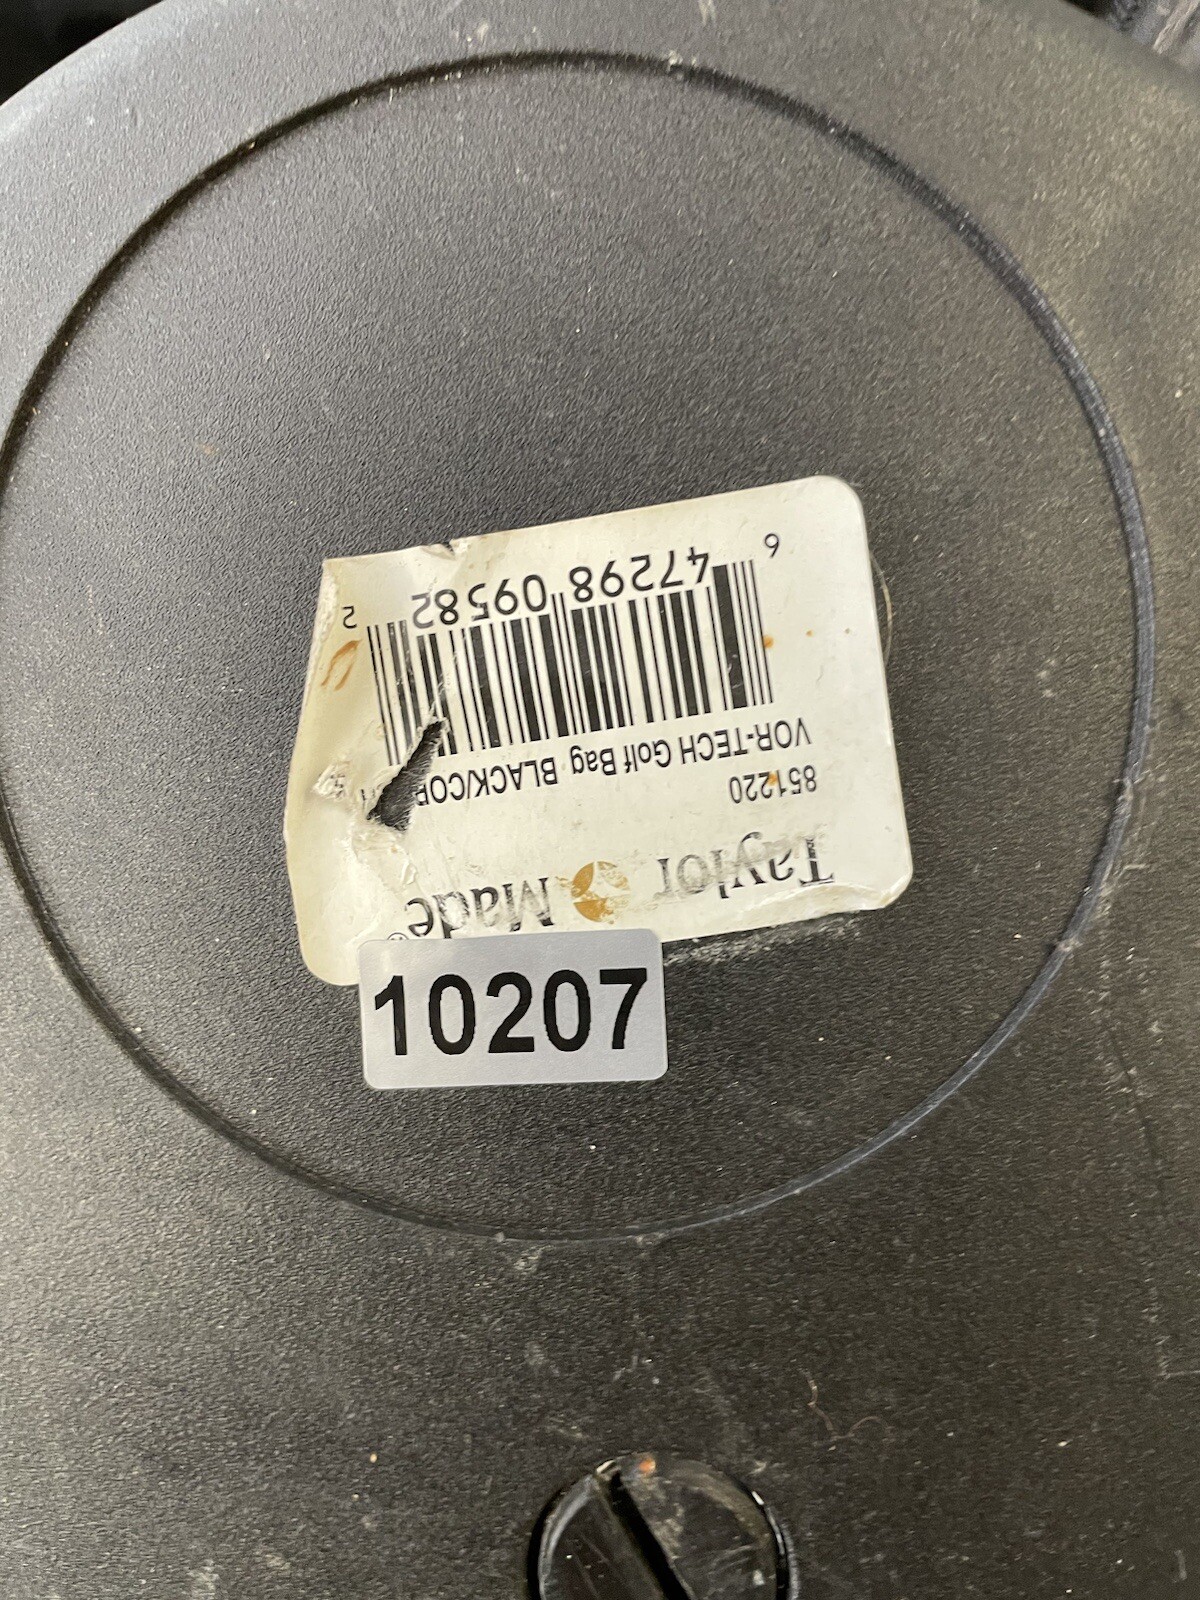 Taylor Made®
851220
VOR-TECH Golf Bag BLACK/COP
6 47298 09582 2
10207